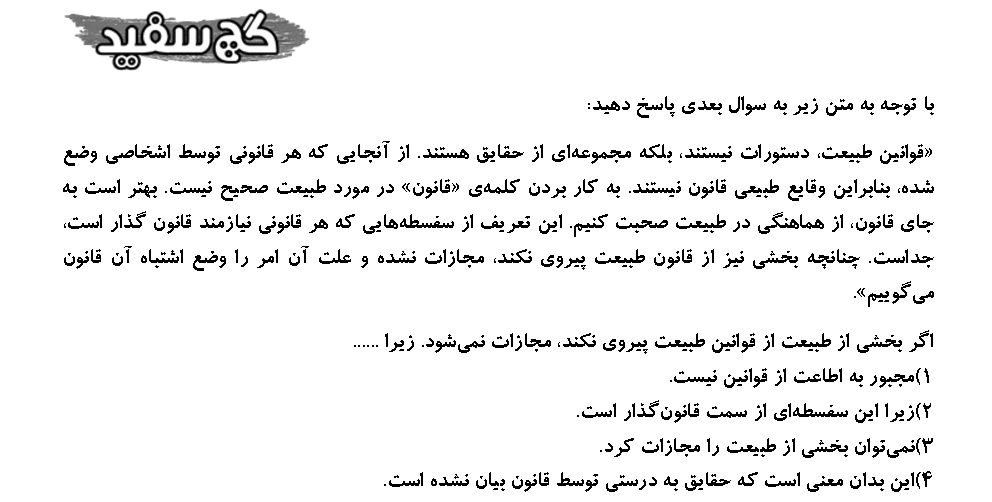 گچ سفید
با توجه به متن زیر به سوال بعدی پاسخ دهید:
«قوانین طبیعت، دستورات نیستند، بلکه مجموعه‌ای از حقایق هستند. از آنجایی که هر قانونی توسط اشخاصی وضع
شده، بنابراین وقایع طبیعی قانون نیستند. به کار بردن کلمه‌ی «قانون» در مورد طبیعت صحیح نیست. بهتر است به
جای قانون، از هماهنگی در طبیعت صحبت کنیم. این تعریف از سفسطه‌هایی که هر قانونی نیازمند قانون گذار است،
جداست. چنانچه بخشی نیز از قانون طبیعت پیروی نکند، مجازات نشده و علت آن امر را وضع اشتباه آن قانون
می‌گوییم».
اگر بخشی از طبیعت از قوانین طبیعت پیروی نکند، مجازات نمی‌شود. زیرا ......
۱)مجبور به اطاعت از قوانین نیست.
۲)زیرا این سفسطه‌ای از سمت قانون‌گذار است.
۳)نمی‌توان بخشی از طبیعت را مجازات کرد.
۴)این بدان معنی است که حقایق به درستی توسط قانون بیان نشده است.